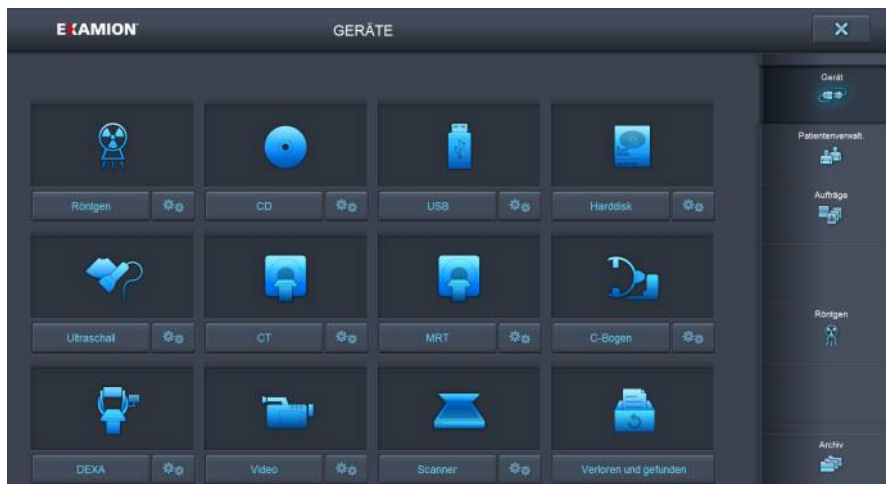 EXAMION
GERÄTE
Gerät
Patientenverwalt.
Aufträge
Röntgen
CD
USB
Harddisk
Ultraschall
CT
MRT
C-Bogen
Röntgen
DEXA
Video
Scanner
Verloren und gefunden
Archiv